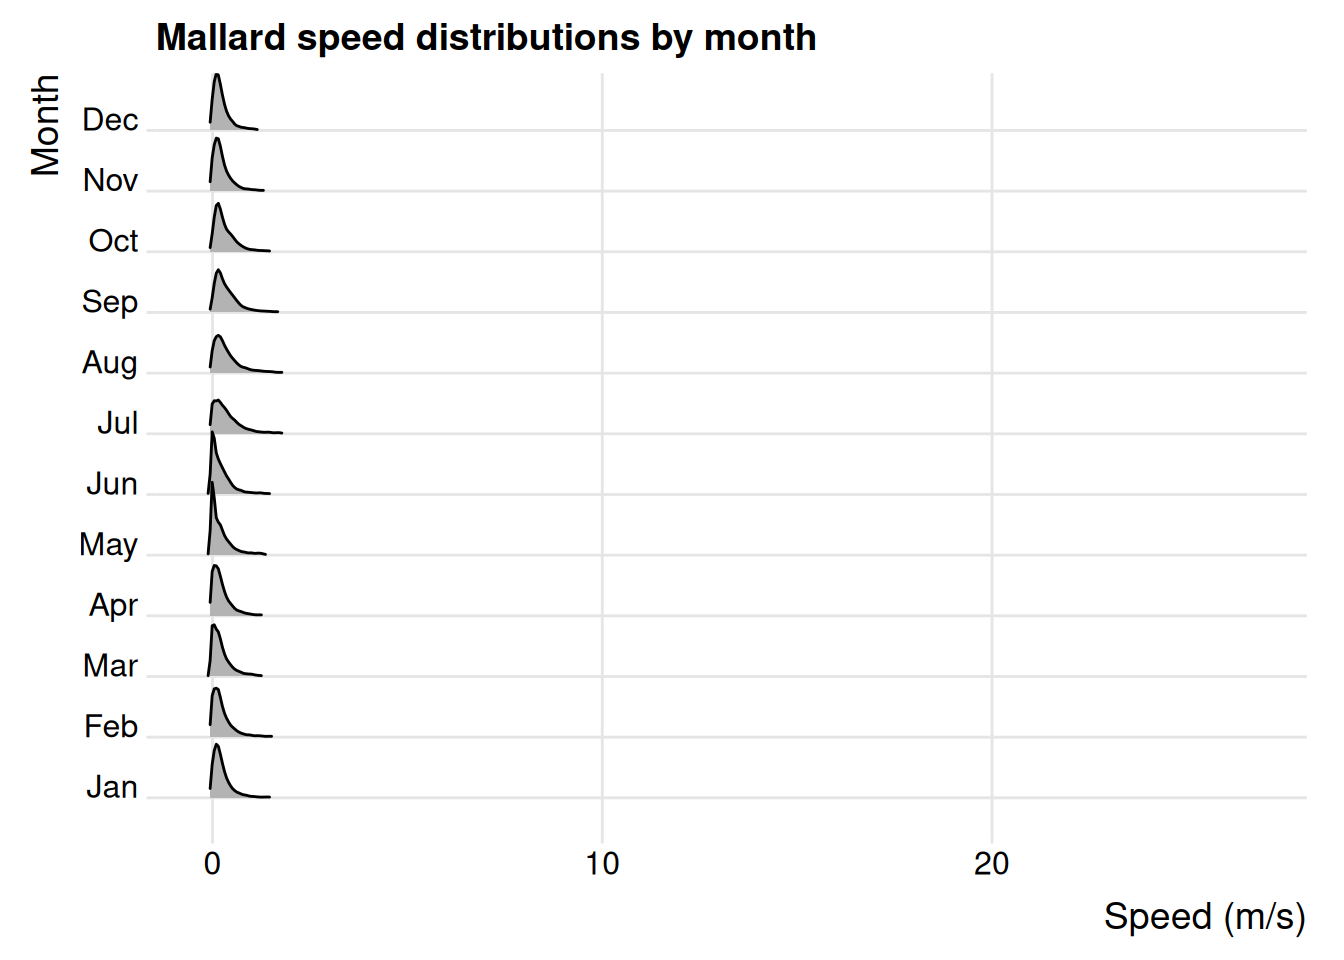 Mallard speed distributions by month
Month
Dec
Nov
Oct
Sep
Aug
Jul
Jun
May
Apr
Mar
Feb
Jan
0 10 20
Speed (m/s)